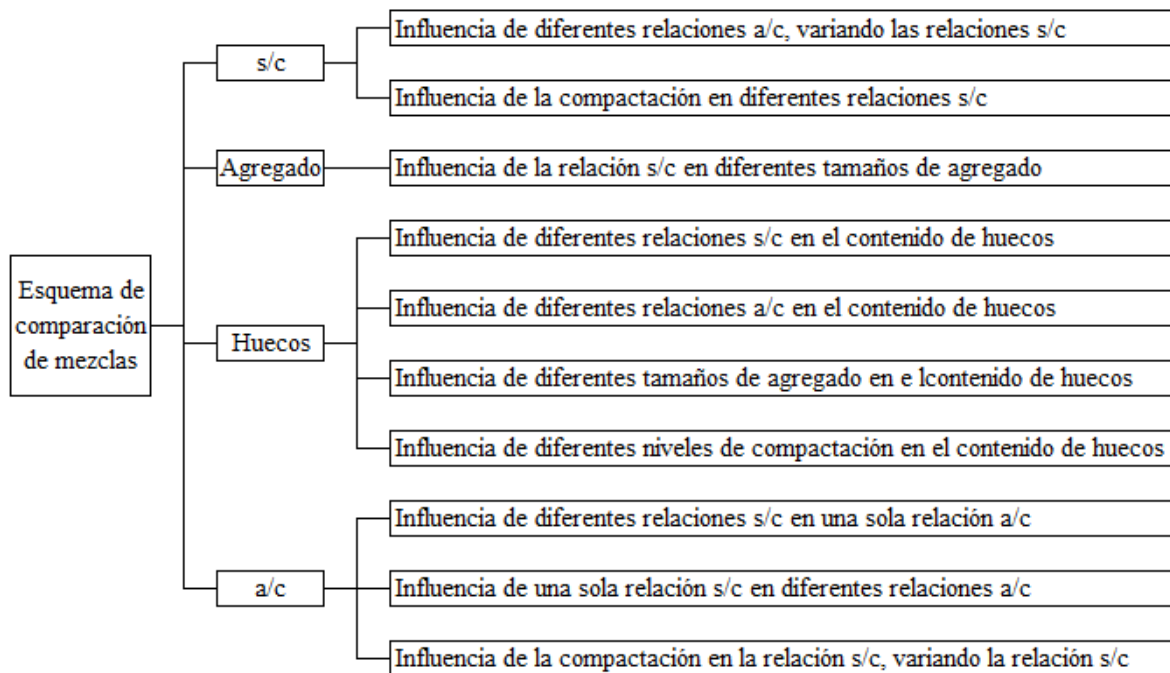 Esquema de
comparación
de mezclas
s/c
Influencia de diferentes relaciones a/c, variando las relaciones s/c
Influencia de la compactación en diferentes relaciones s/c
Agregado
Influencia de la relación s/c en diferentes tamaños de agregado
Huecos
Influencia de diferentes relaciones s/c en el contenido de huecos
Influencia de diferentes relaciones a/c en el contenido de huecos
Influencia de diferentes tamaños de agregado en e lcontenido de huecos
Influencia de diferentes niveles de compactación en el contenido de huecos
a/c
Influencia de diferentes relaciones s/c en una sola relación a/c
Influencia de una sola relación s/c en diferentes relaciones a/c
Influencia de la compactación en la relación s/c, variando la relación s/c